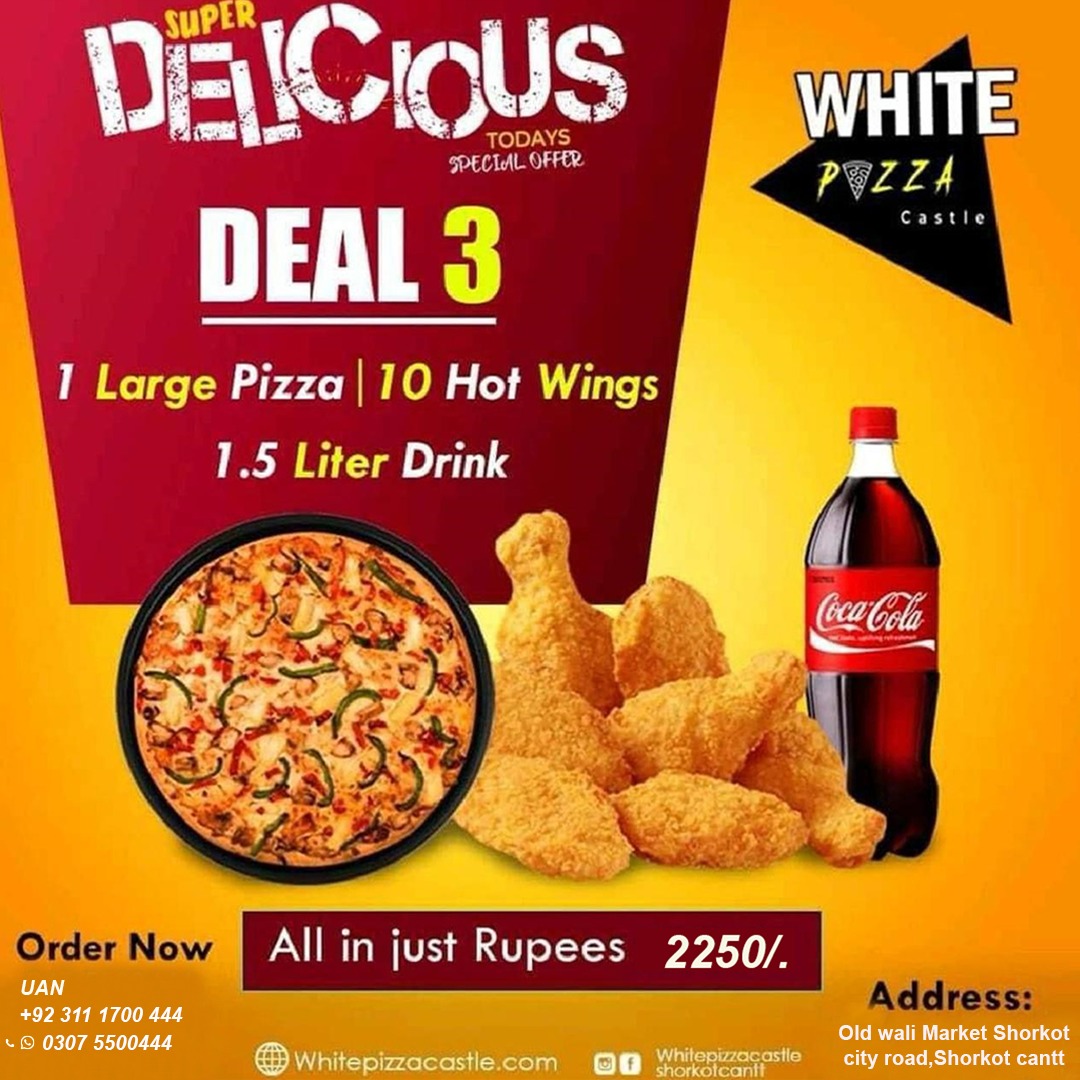 SUPER
DELICIOUS
TODAYS
SPECIAL OFFER
WHITE
PIZZA
Castle
DEAL 3
1 Large Pizza | 10 Hot Wings
1.5 Liter Drink
Coca-Cola
Order Now
All in just Rupees 2250/.
UAN
+92 311 1700 444
0307 5500444
Address:
Old wali Market Shorkot
city road,Shorkot cantt
Whitepizzacastle.com
Whitepizzacastle
shorkotcantt